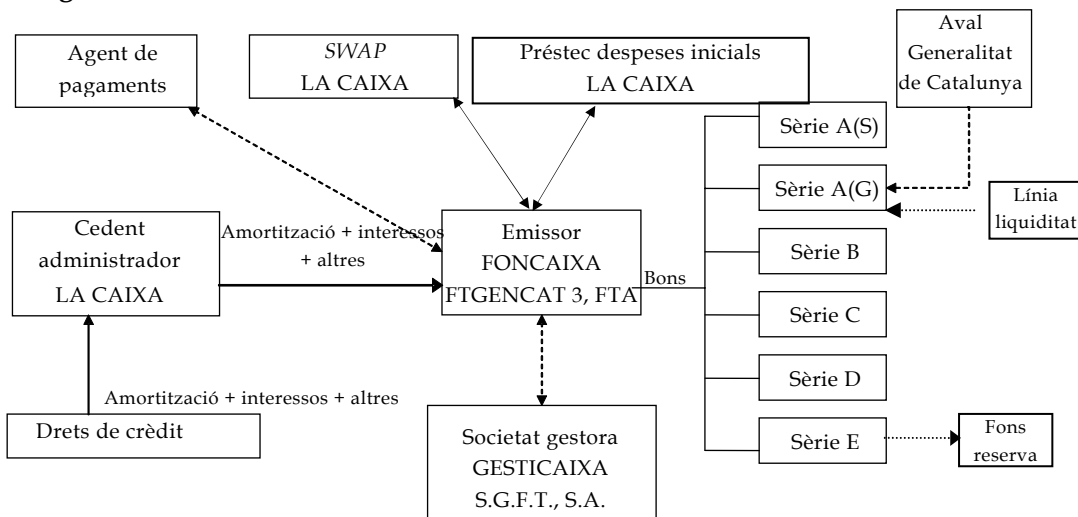 Agent de
pagaments
SWAP
LA CAIXA
Préstec despeses inicials
LA CAIXA
Aval
Generalitat
de Catalunya
Sèrie A(S)
Sèrie A(G)
Línia
liquiditat
Cedent
administrador
LA CAIXA
Amortització + interessos
+ altres
Emissor
FONCAIXA
FTGENCAT 3, FTA
Bons
Sèrie B
Sèrie C
Sèrie D
Sèrie E
Fons
reserva
Amortització + interessos + altres
Drets de crèdit
Societat gestora
GESTICAIXA
S.G.F.T., S.A.